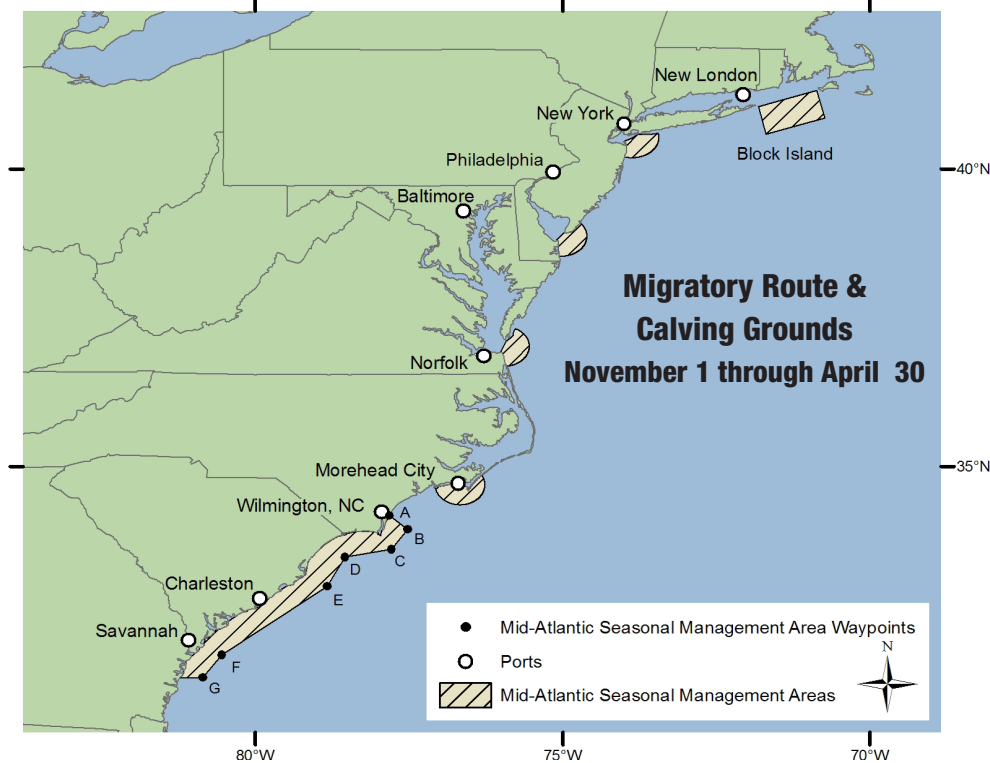 New London
New York
Block Island
Philadelphia
40°N
Baltimore
Migratory Route &
Calving Grounds
November 1 through April 30
Norfolk
35°N
Morehead City
Wilmington, NC
A
B
C
D
E
Charleston
Savannah
F
G
Mid-Atlantic Seasonal Management Area Waypoints
Ports
Mid-Atlantic Seasonal Management Areas
N
80°W
75°W
70°W